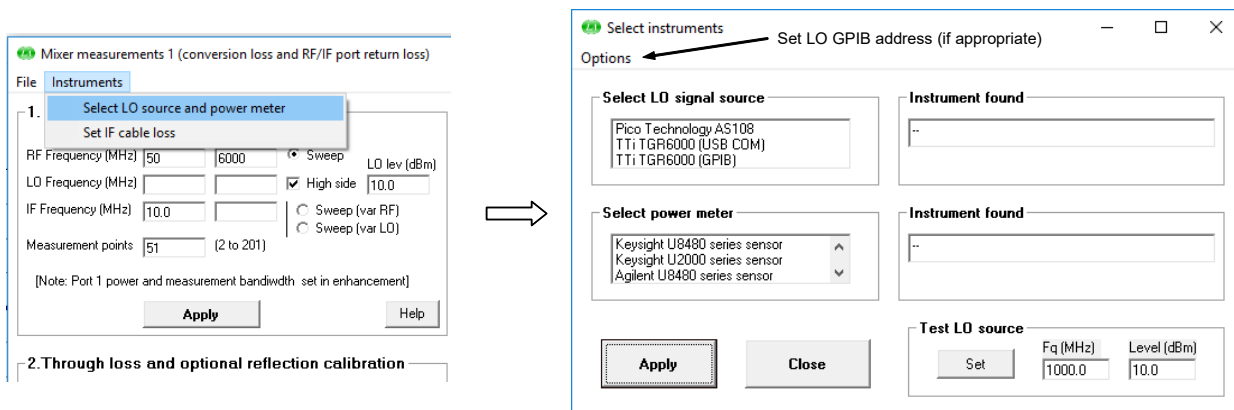 Mixer measurements 1 (conversion loss and RF/IF port return loss)
File Instruments
Select LO source and power meter
Set IF cable loss
1.
RF Frequency (MHz) 50 6000 Sweep
LO lev (dBm)
LO Frequency (MHz) High side 10.0
IF Frequency (MHz) 10.0 Sweep (var RF)
Sweep (var LO)
Measurement points 51 (2 to 201)
[Note: Port 1 power and measurement bandiwdth set in enhancement]
Apply Help
2.Through loss and optional reflection calibration
Select instruments
Set LO GPIB address (if appropriate)
Options
Select LO signal source
Pico Technology AS108
TTi TGR6000 (USB COM)
TTi TGR6000 (GPIB)
Instrument found
--
Select power meter
Keysight U8480 series sensor
Keysight U2000 series sensor
Agilent U8480 series sensor
Instrument found
--
Apply Close
Test LO source
Fq (MHz) Level (dBm)
Set 1000.0 10.0